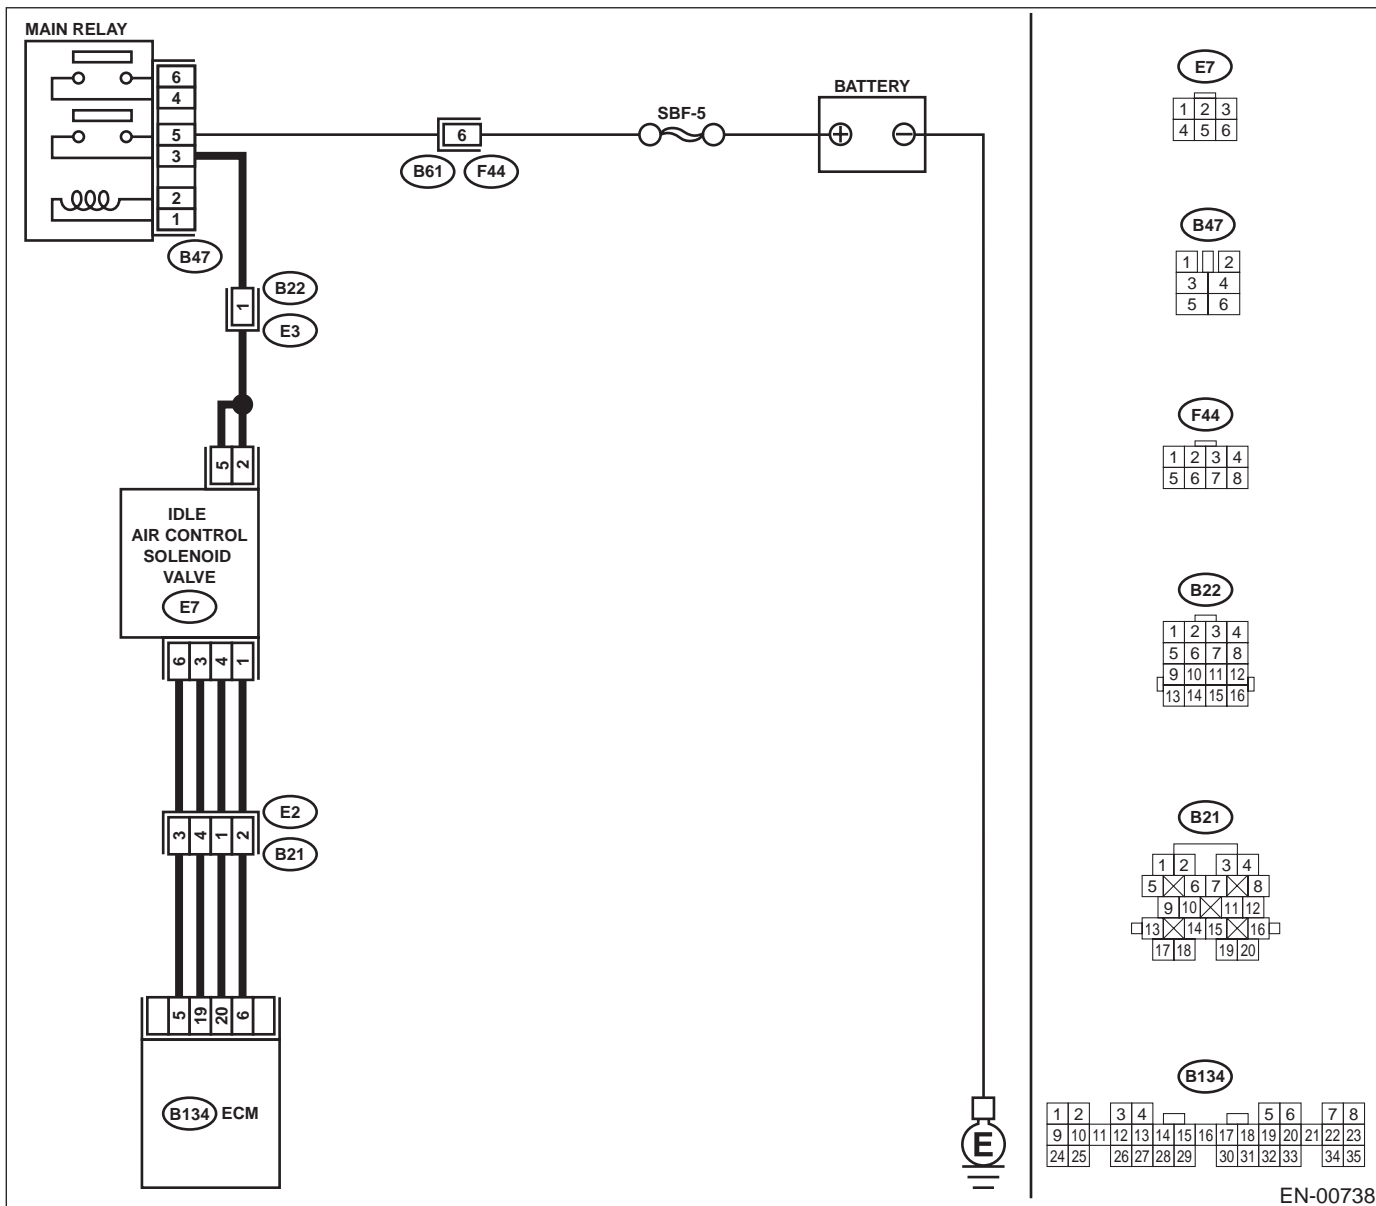 MAIN RELAY
6
4
5
3
2
1
B47
6
B61 F44
SBF-5
BATTERY
B22
1
E3
5 2
IDLE
AIR CONTROL
SOLENOID
VALVE
E7
6 3 4 1
E2
3 4 1 2
B21
5 19 20 6
B134 ECM
E
E7
1 2 3
4 5 6
B47
1 2
3 4
5 6
F44
1 2 3 4
5 6 7 8
B22
1 2 3 4
5 6 7 8
9 10 11 12
13 14 15 16
B21
1 2 3 4
5 6 7 8
9 10 11 12
13 14 15 16
17 18 19 20
B134
1 2 3 4 5 6 7 8
9 10 11 12 13 14 15 16 17 18 19 20 21 22 23
24 25 26 27 28 29 30 31 32 33 34 35
EN-00738